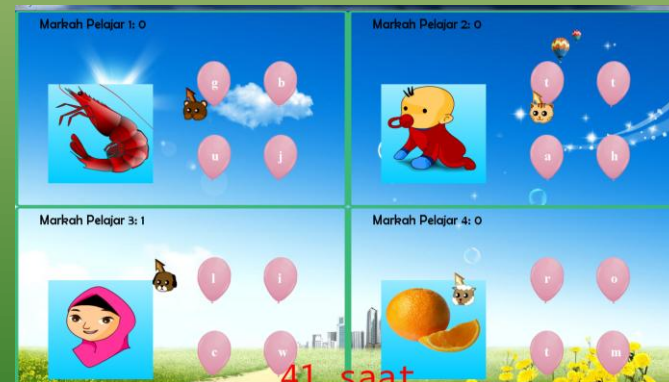 Markah Pelajar 1: 0
g b
u j
Markah Pelajar 2: 0
t t
a h
Markah Pelajar 3: 1
l i
c w
Markah Pelajar 4: 0
r o
t m
41 saat